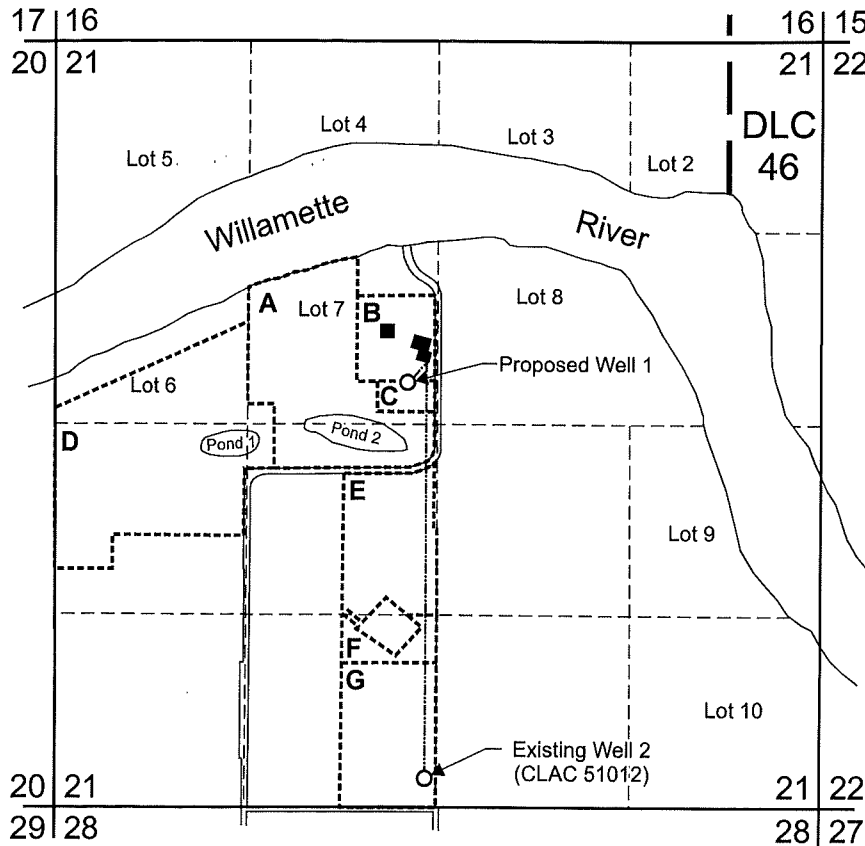 17 16
16 15
20 21
21 22
DLC
46
Lot 5
Lot 4
Lot 3
Lot 2
Willamette
River
A
Lot 7
B
Lot 8
Proposed Well 1
C
Lot 6
D
Pond 1
Pond 2
E
Lot 9
F
G
Lot 10
Existing Well 2
(CLAC 51012)
20 21
21 22
29 28
28 27